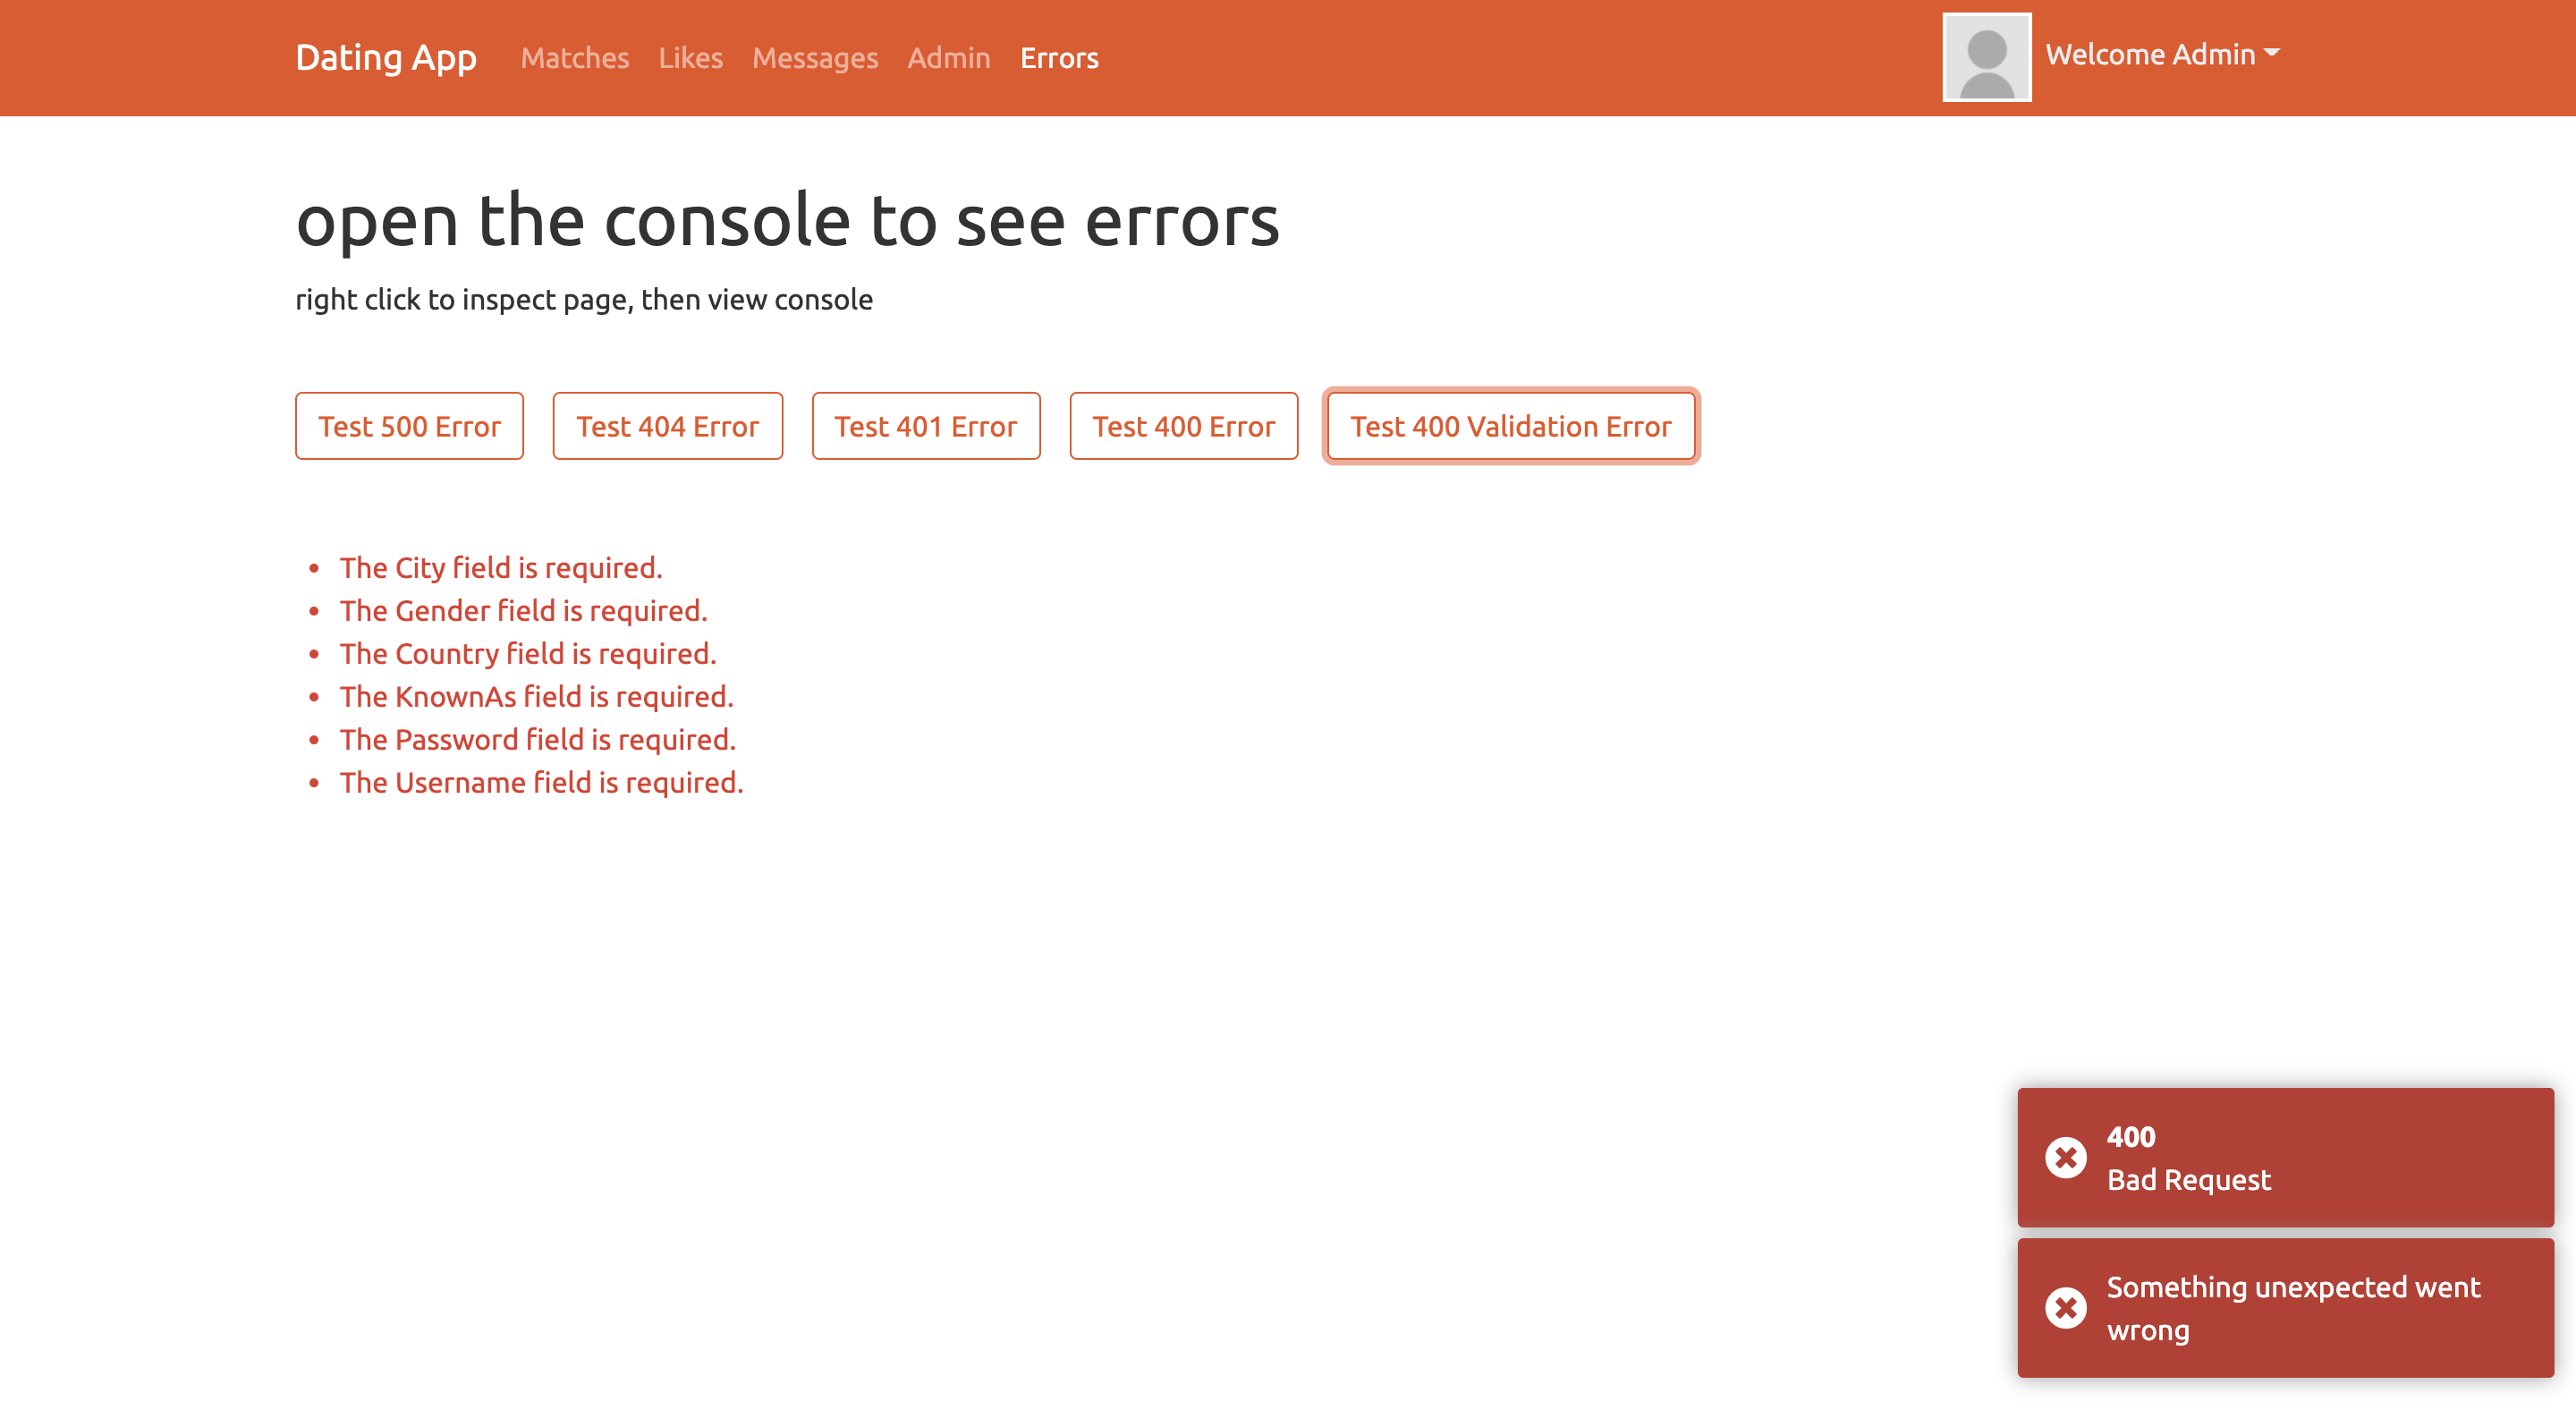 Dating App Matches Likes Messages Admin Errors Welcome Admin
open the console to see errors
right click to inspect page, then view console
Test 500 Error Test 404 Error Test 401 Error Test 400 Error Test 400 Validation Error
The City field is required.
The Gender field is required.
The Country field is required.
The KnownAs field is required.
The Password field is required.
The Username field is required.
400
Bad Request
Something unexpected went
wrong